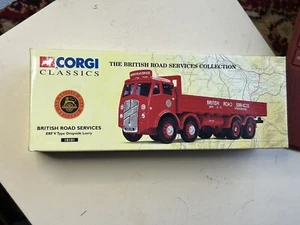 CORGI
CLASSICS
THE BRITISH ROAD SERVICES COLLECTION
BRITISH ROAD SERVICES
BRITISH ROAD SERVICES
ERF V Type Dropside Lorry